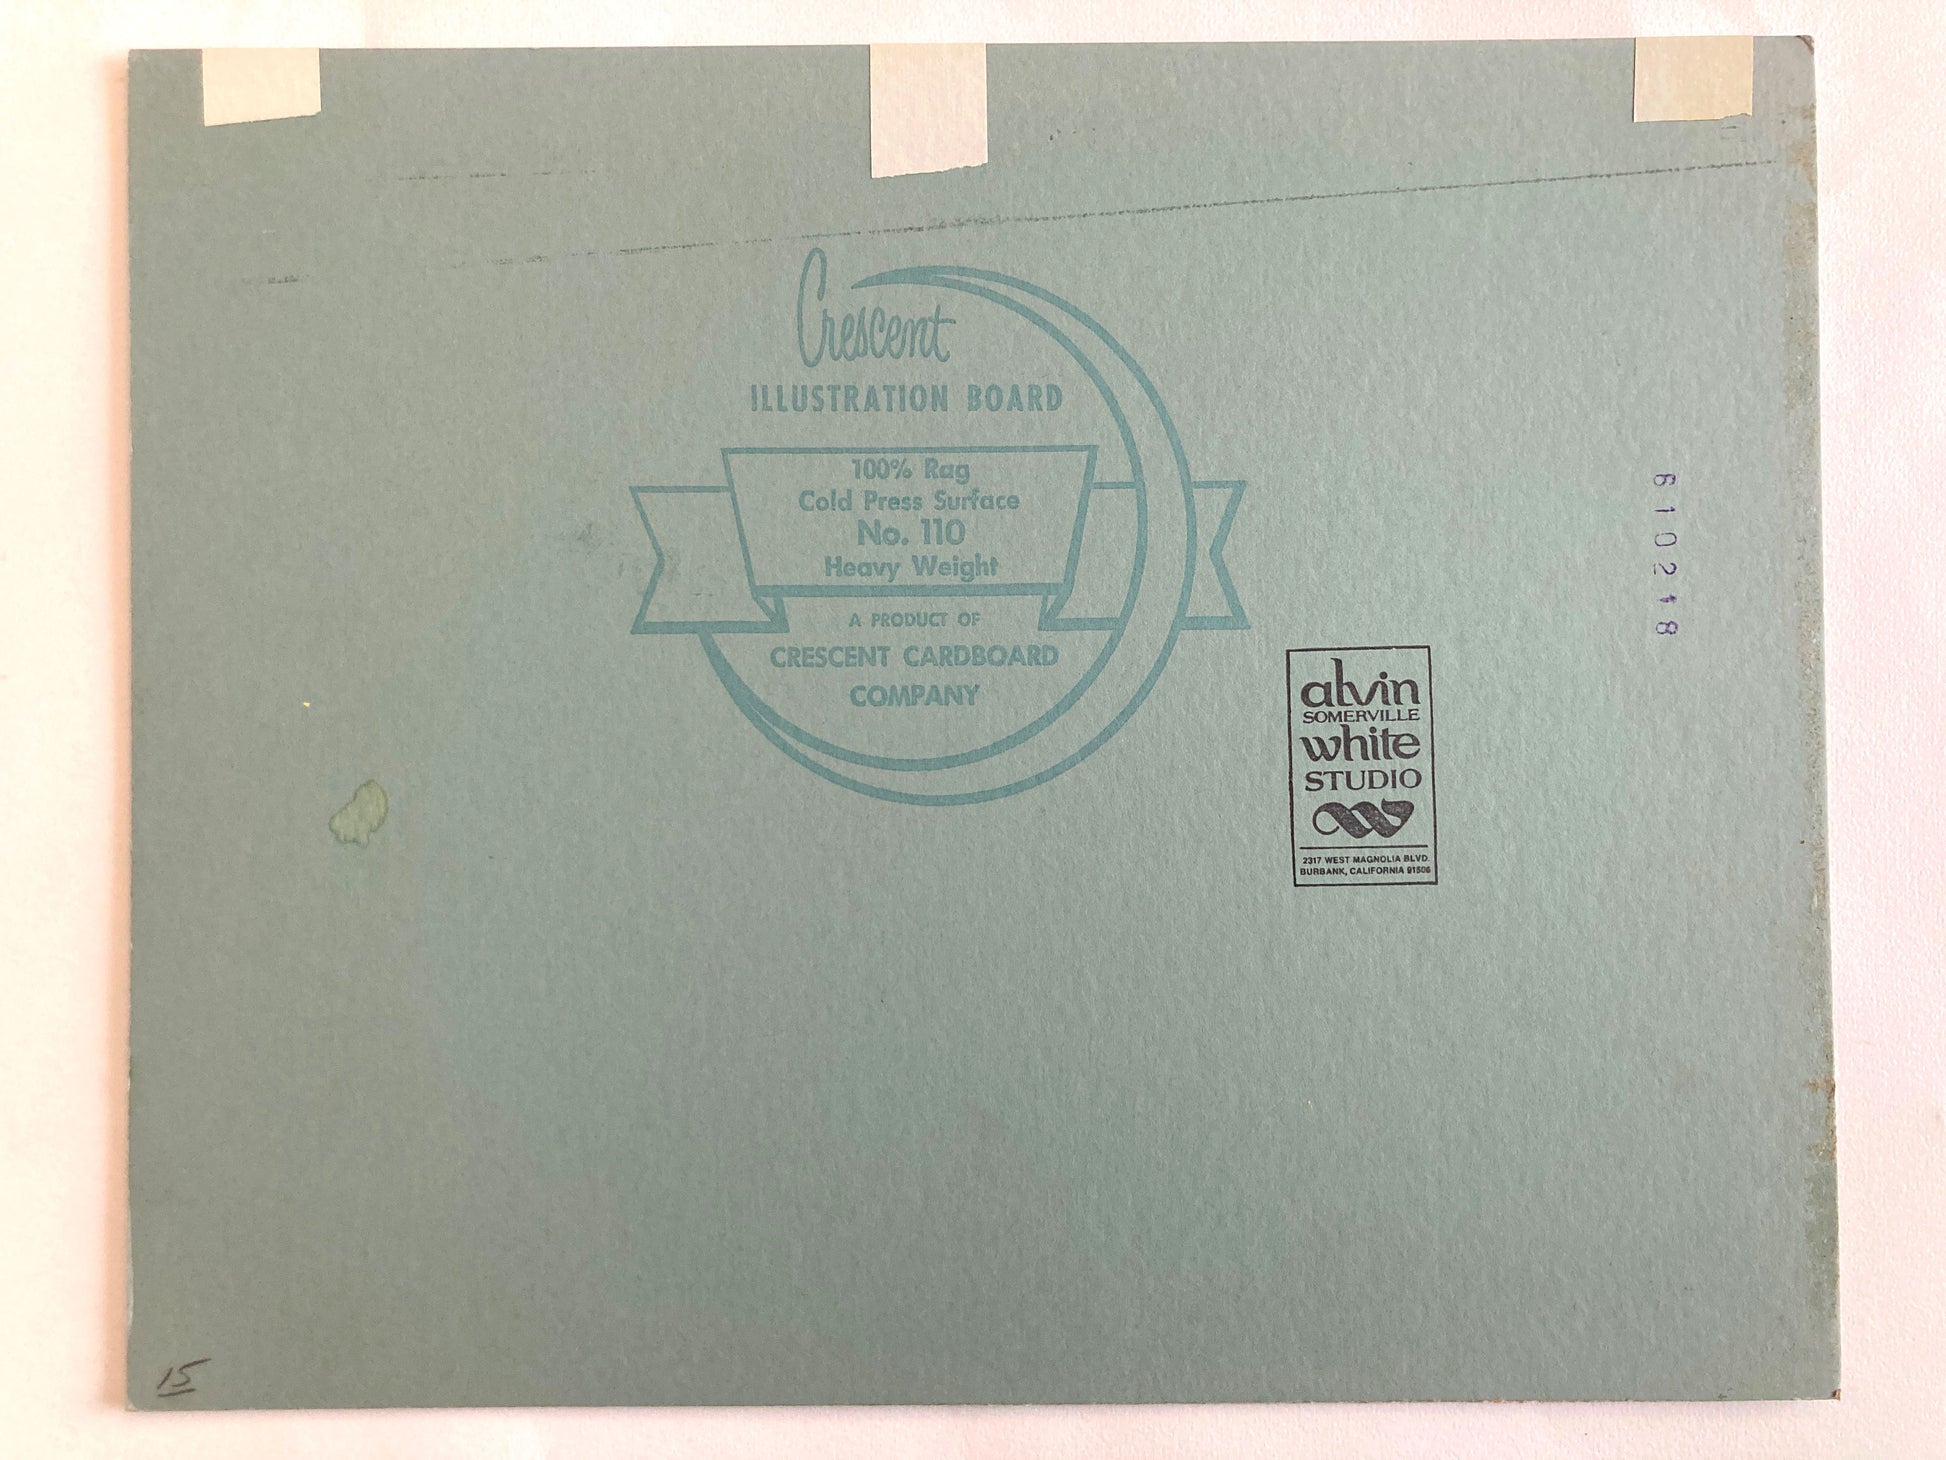 Crescent
ILLUSTRATION BOARD
100% Rag
Cold Press Surface
No. 110
Heavy Weight
A PRODUCT OF
CRESCENT CARDBOARD
COMPANY
610218
alvin
SOMERVILLE
white
STUDIO
2317 WEST MAGNOLIA BLVD.
BURBANK, CALIFORNIA 91506
15